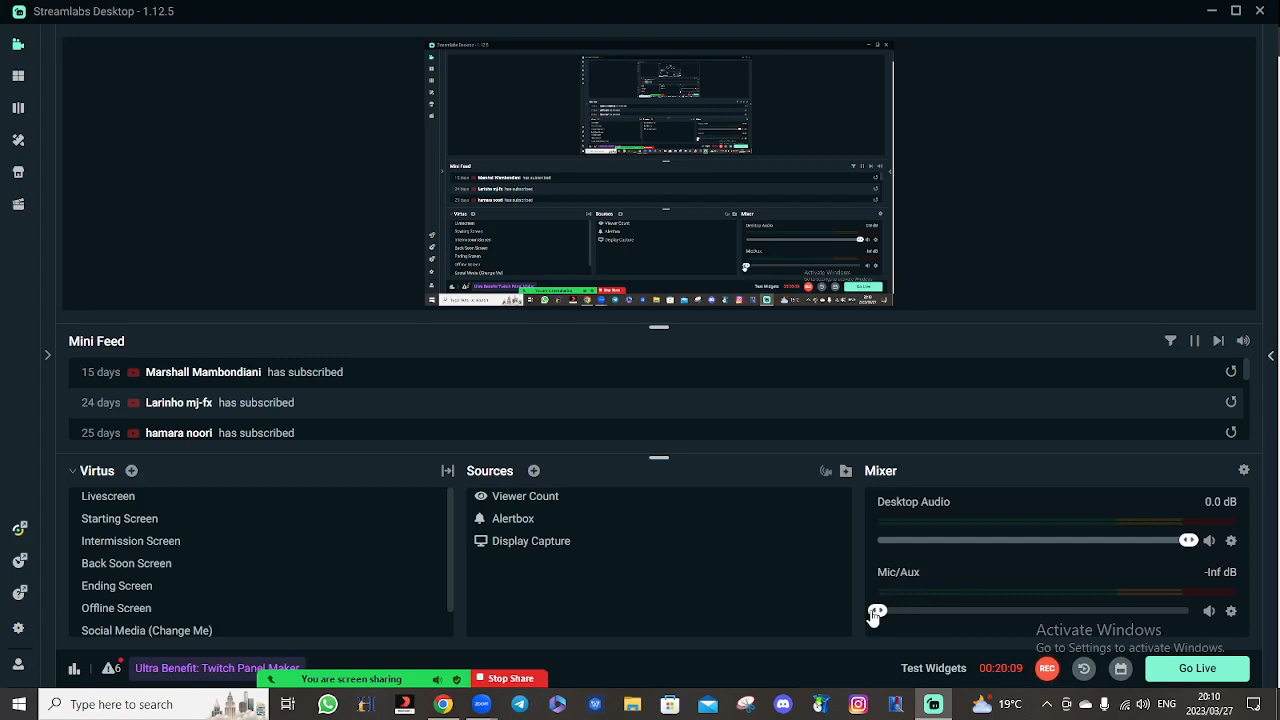 Streamlabs Desktop - 1.12.5
Mini Feed
15 days Marshall Mambondiani has subscribed
24 days Larinho mj-fx has subscribed
25 days hamara noori has subscribed
Virtus
Livescreen
Starting Screen
Intermission Screen
Back Soon Screen
Ending Screen
Offline Screen
Social Media (Change Me)
Sources
Viewer Count
Alertbox
Display Capture
Mixer
Desktop Audio 0.0 dB
Mic/Aux -Inf dB
Activate Windows
Go to Settings to activate Windows.
6 Ultra Benefit: Twitch Panel Maker
Test Widgets 00:20:09 REC Go Live
You are screen sharing Stop Share
Type here to search
zoom
19°C
ENG
20:10
2023/03/27